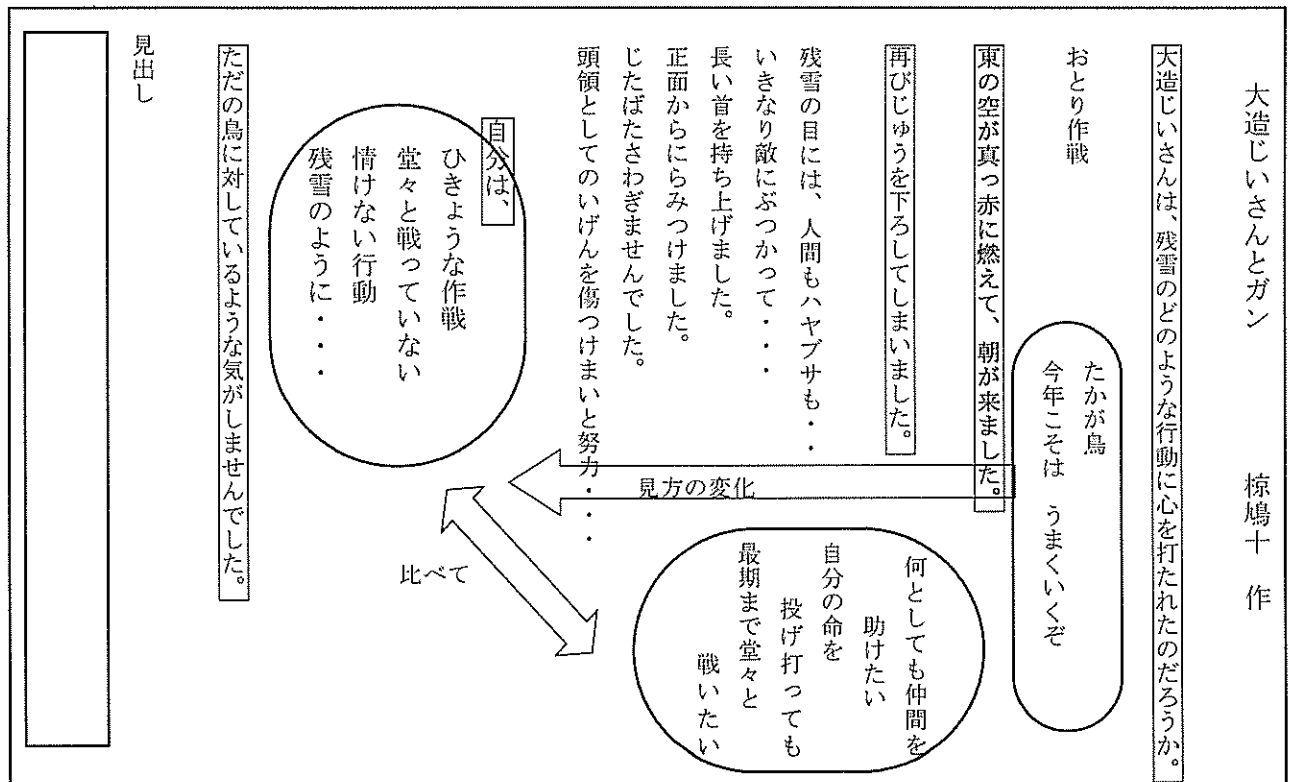 大造じいさんとガン　　　椋鳩十　作
大造じいさんは、残雪のどのような行動に心を打たれたのだろうか。
おとり作戦
たかが鳥
今年こそは　うまくいくぞ
東の空が真っ赤に燃えて、朝が来ました。
再びじゅうを下ろしてしまいました。
残雪の目には、人間もハヤブサも・・
いきなり敵にぶつかって・・・・
長い首を持ち上げました。
正面からにらみつけました。
じたばたさわぎませんでした。
頭領としてのいげんを傷つけまいと努力・・・・
見方の変化
何としても仲間を
助けたい
自分の命を
投げ打っても
最期まで堂々と
戦いたい
比べて
自分は、
ひきょうな作戦
堂々と戦っていない
情けない行動
残雪のように・・・
ただの鳥に対しているような気がしませんでした。
見出し